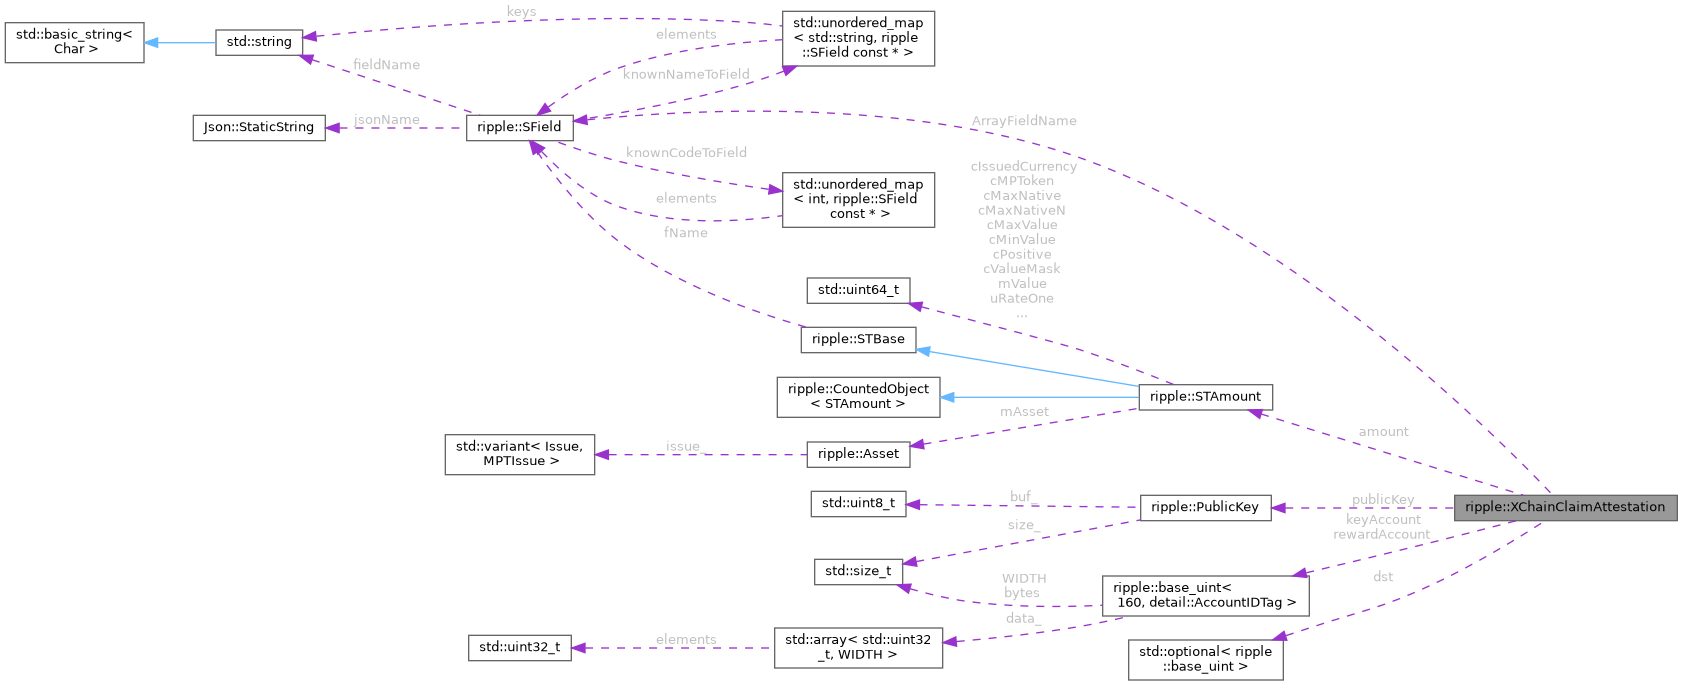 keys
std::unordered_map
< std::string, ripple
::SField const * >
std::basic_string<
Char >
std::string
elements
fieldName
knownNameToField
Json::StaticString
jsonName
ripple::SField
ArrayFieldName
knownCodeToField
std::unordered_map
< int, ripple::SField
const * >
elements
fName
cIssuedCurrency
cMPToken
cMaxNative
cMaxNativeN
cMaxValue
cMinValue
cPositive
cValueMask
mValue
uRateOne
...
std::uint64_t
ripple::STBase
ripple::CountedObject
< STAmount >
ripple::STAmount
mAsset
amount
std::variant< Issue,
MPTIssue >
issue_
ripple::Asset
std::uint8_t
buf_
ripple::PublicKey
publicKey
ripple::XChainClaimAttestation
size_
keyAccount
rewardAccount
std::size_t
WIDTH
bytes
ripple::base_uint<
160, detail::AccountIDTag >
dst
data_
std::uint32_t
elements
std::array< std::uint32
_t, WIDTH >
std::optional< ripple
::base_uint >